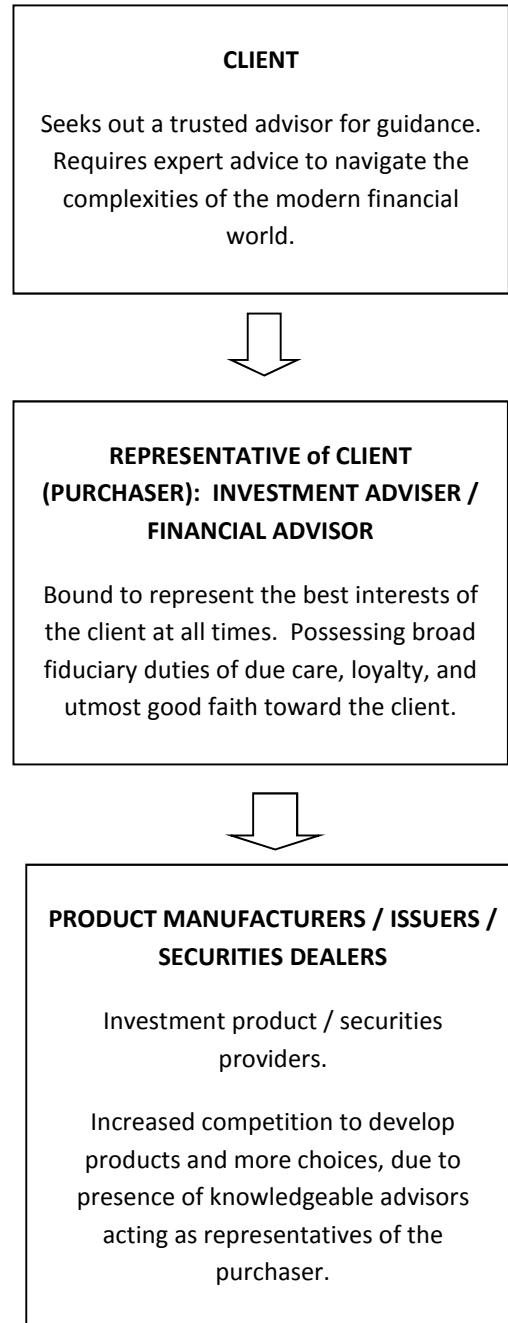 CLIENT
Seeks out a trusted advisor for guidance.
Requires expert advice to navigate the
complexities of the modern financial
world.
REPRESENTATIVE of CLIENT
(PURCHASER):  INVESTMENT ADVISER /
FINANCIAL ADVISOR
Bound to represent the best interests of
the client at all times.  Possessing broad
fiduciary duties of due care, loyalty, and
utmost good faith toward the client.
PRODUCT MANUFACTURERS / ISSUERS /
SECURITIES DEALERS
Investment product / securities
providers.
Increased competition to develop
products and more choices, due to
presence of knowledgeable advisors
acting as representatives of the
purchaser.